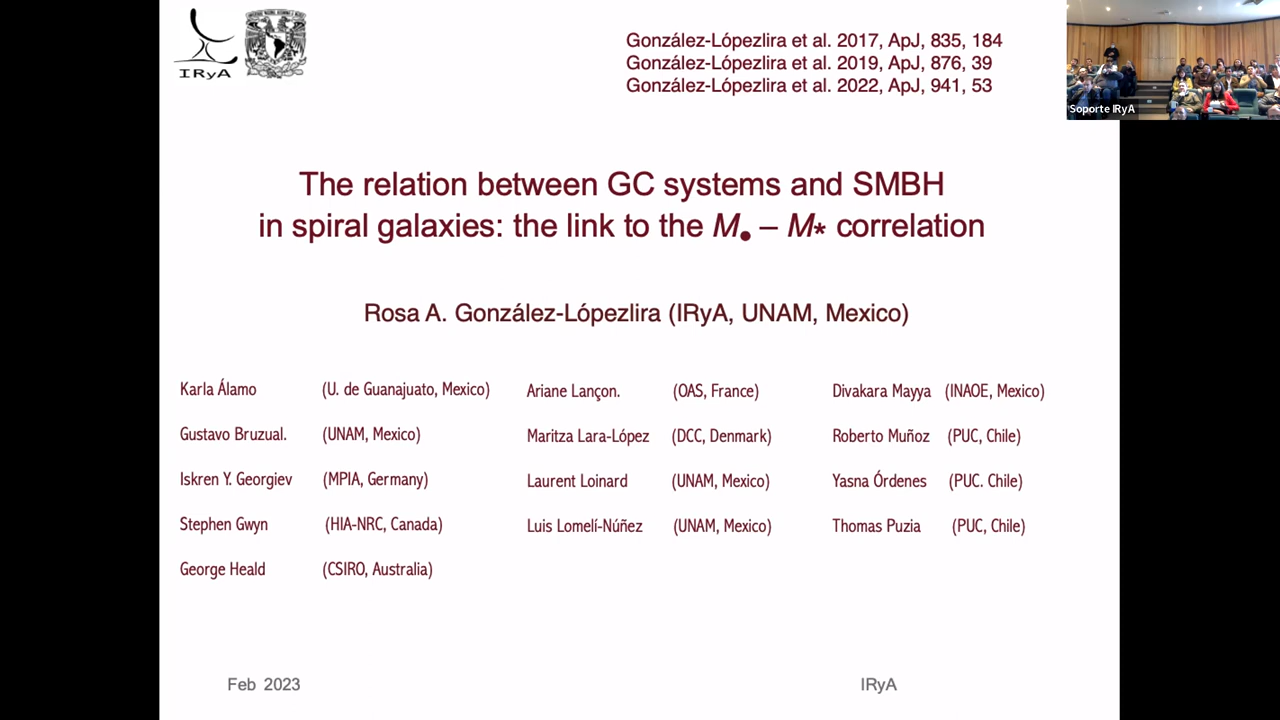 IRyA
González-Lópezlira et al. 2017, ApJ, 835, 184
González-Lópezlira et al. 2019, ApJ, 876, 39
González-Lópezlira et al. 2022, ApJ, 941, 53
Soporte IRyA
The relation between GC systems and SMBH
in spiral galaxies: the link to the M● – M* correlation
Rosa A. González-Lópezlira (IRyA, UNAM, Mexico)
Karla Álamo (U. de Guanajuato, Mexico)
Gustavo Bruzual. (UNAM, Mexico)
Iskren Y. Georgiev (MPIA, Germany)
Stephen Gwyn (HIA-NRC, Canada)
George Heald (CSIRO, Australia)
Ariane Lançon. (OAS, France)
Maritza Lara-López (DCC, Denmark)
Laurent Loinard (UNAM, Mexico)
Luis Lomelí-Núñez (UNAM, Mexico)
Divakara Mayya (INAOE, Mexico)
Roberto Muñoz (PUC, Chile)
Yasna Órdenes (PUC. Chile)
Thomas Puzia (PUC, Chile)
Feb 2023
IRyA